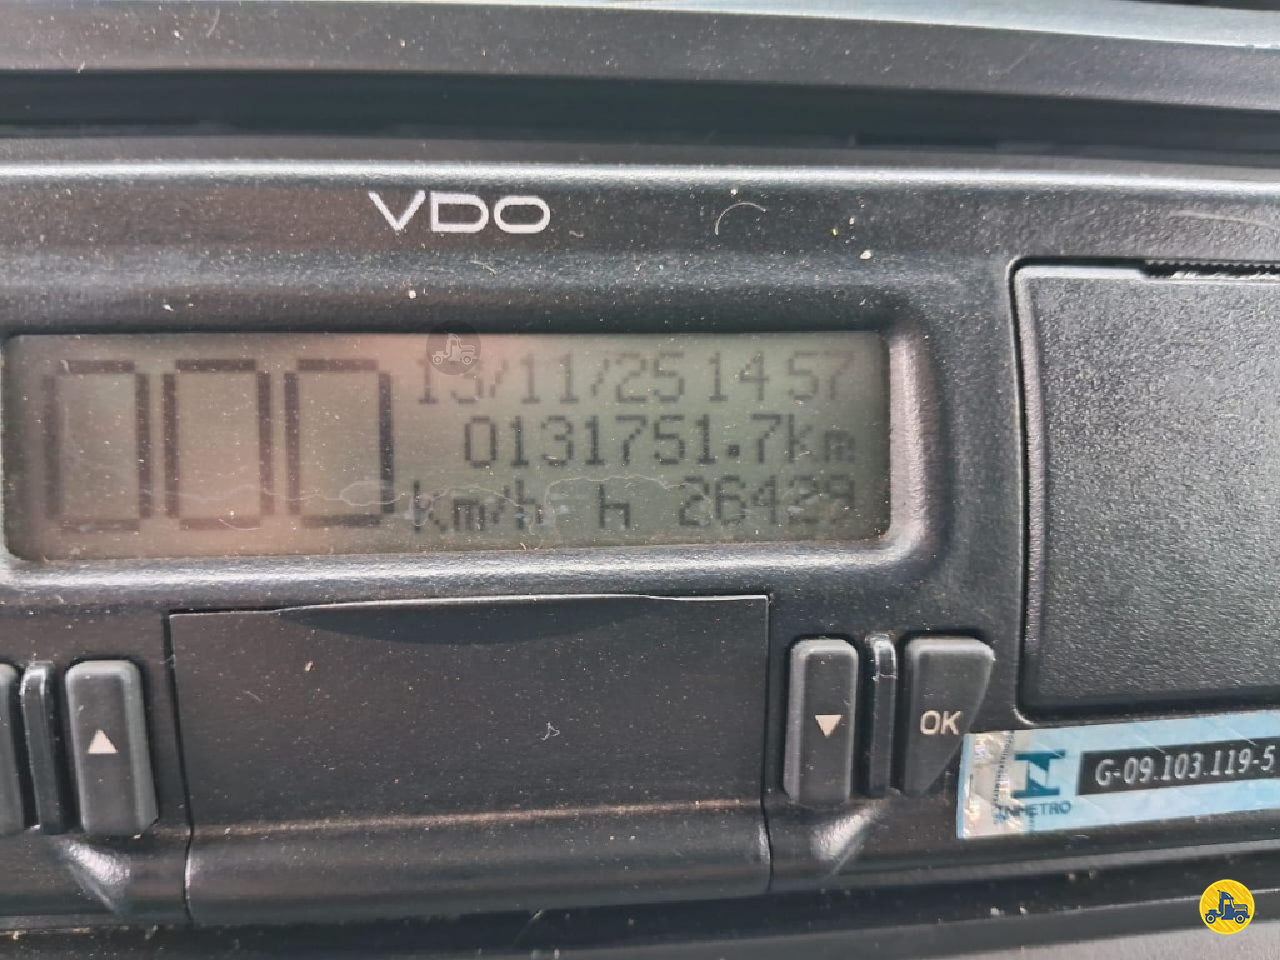 VDO
000
13/11/25 14 57
0131751.7km
km/h h 26429
OK
INMETRO
G-09.103.119-5